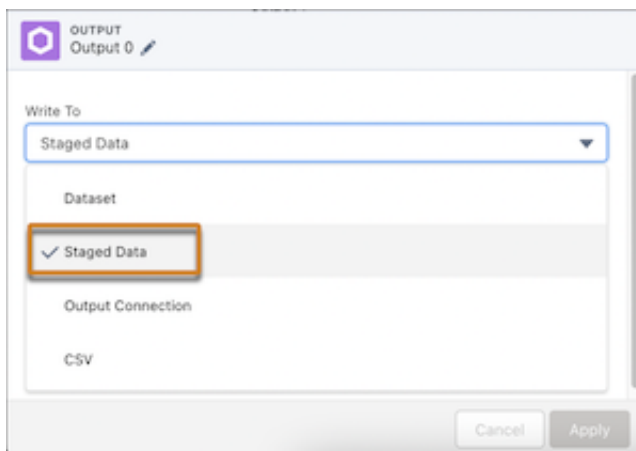 OUTPUT
Output 0
Write To
Staged Data
Dataset
Staged Data
Output Connection
CSV
Cancel
Apply